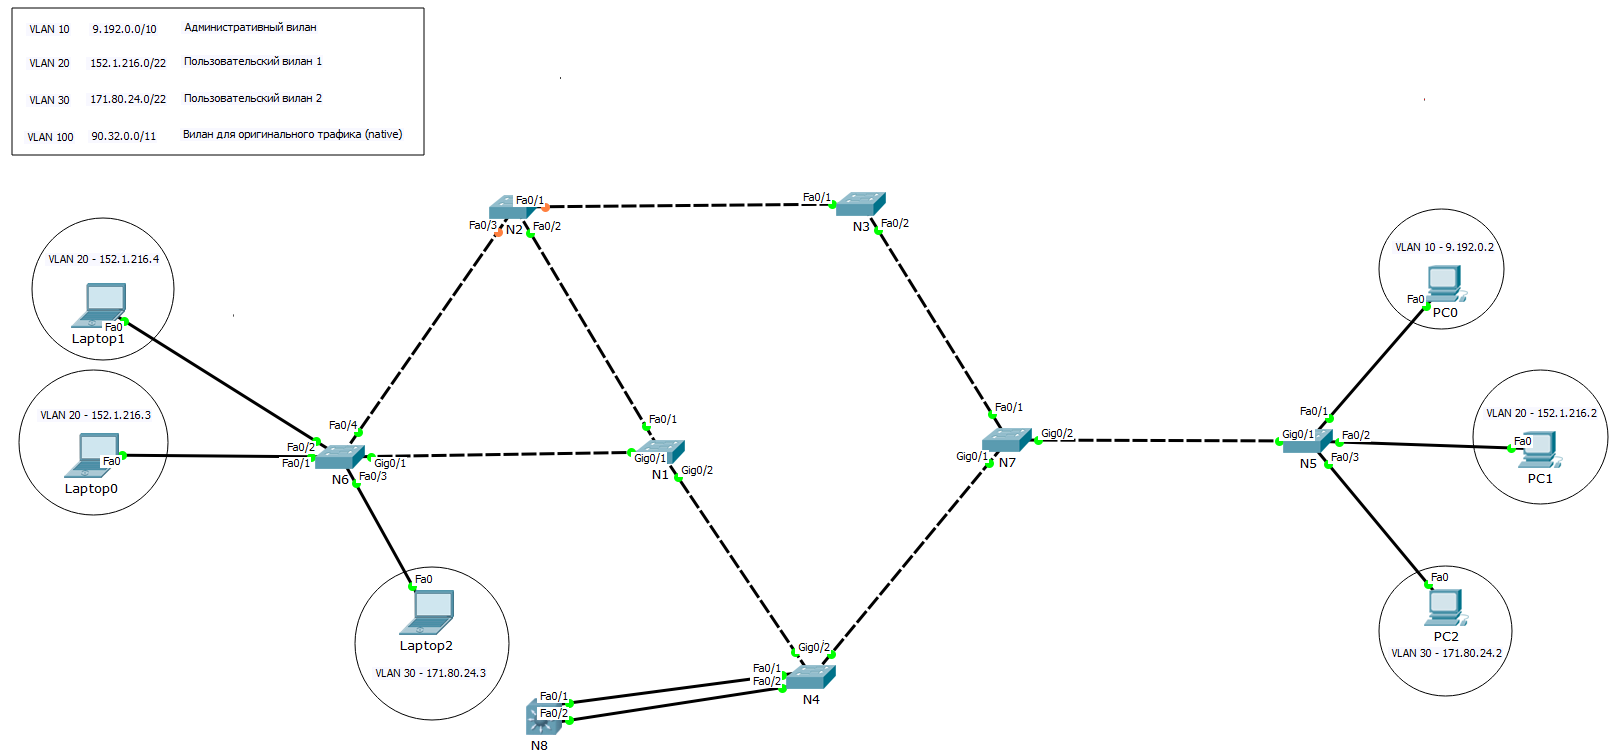 VLAN 10 9.192.0.0/10 Административный вилан
VLAN 20 152.1.216.0/22 Пользовательский вилан 1
VLAN 30 171.80.24.0/22 Пользовательский вилан 2
VLAN 100 90.32.0.0/11 Вилан для оригинального трафика (native)
Fa0/1
Fa0/3
N2
Fa0/2
Fa0/1
Fa0/2
N3
VLAN 20 - 152.1.216.4
Fa0
Laptop1
VLAN 20 - 152.1.216.3
Fa0
Laptop0
Fa0/4
Fa0/2
Fa0/1
Gig0/1
Fa0/3
N6
Fa0/1
Gig0/1
Gig0/2
N1
Fa0/1
Gig0/2
Gig0/1
N7
VLAN 10 - 9.192.0.2
Fa0
PC0
Fa0/1
Gig0/1
Fa0/2
Fa0/3
N5
VLAN 20 - 152.1.216.2
Fa0
PC1
Fa0
PC2
VLAN 30 - 171.80.24.2
Fa0
Laptop2
VLAN 30 - 171.80.24.3
Gig0/2
Fa0/1
Fa0/2
N4
Fa0/1
Fa0/2
N8